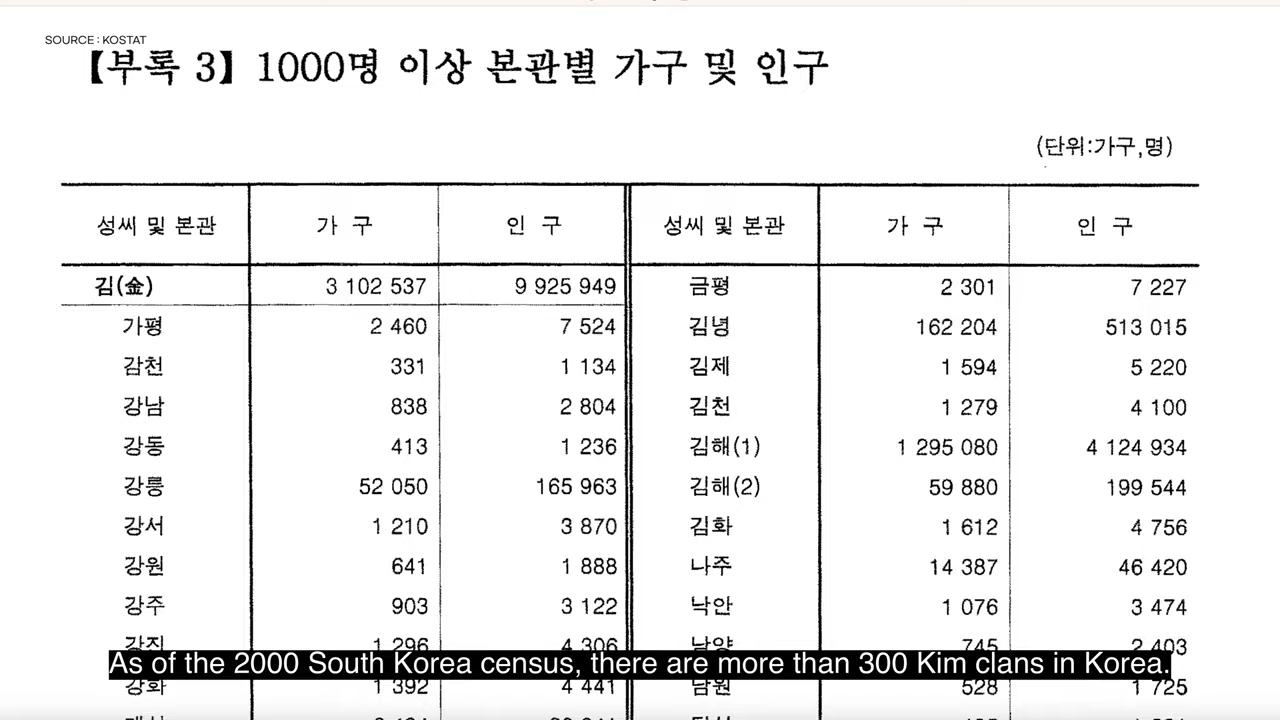 SOURCE : KOSTAT
【부록 3】 1000명 이상 본관별 가구 및 인구
(단위:가구,명)
성씨 및 본관 가 구 인 구 성씨 및 본관 가 구 인 구
김(金) 3 102 537 9 925 949 금평 2 301 7 227
가평 2 460 7 524 김녕 162 204 513 015
감천 331 1 134 김제 1 594 5 220
강남 838 2 804 김천 1 279 4 100
강동 413 1 236 김해(1) 1 295 080 4 124 934
강릉 52 050 165 963 김해(2) 59 880 199 544
강서 1 210 3 870 김화 1 612 4 756
강원 641 1 888 나주 14 387 46 420
강주 903 3 122 낙안 1 076 3 474
강진 1 296 4 306 남양 745 2 403
As of the 2000 South Korea census, there are more than 300 Kim clans in Korea.
강화 1 392 4 441 남원 528 1 725